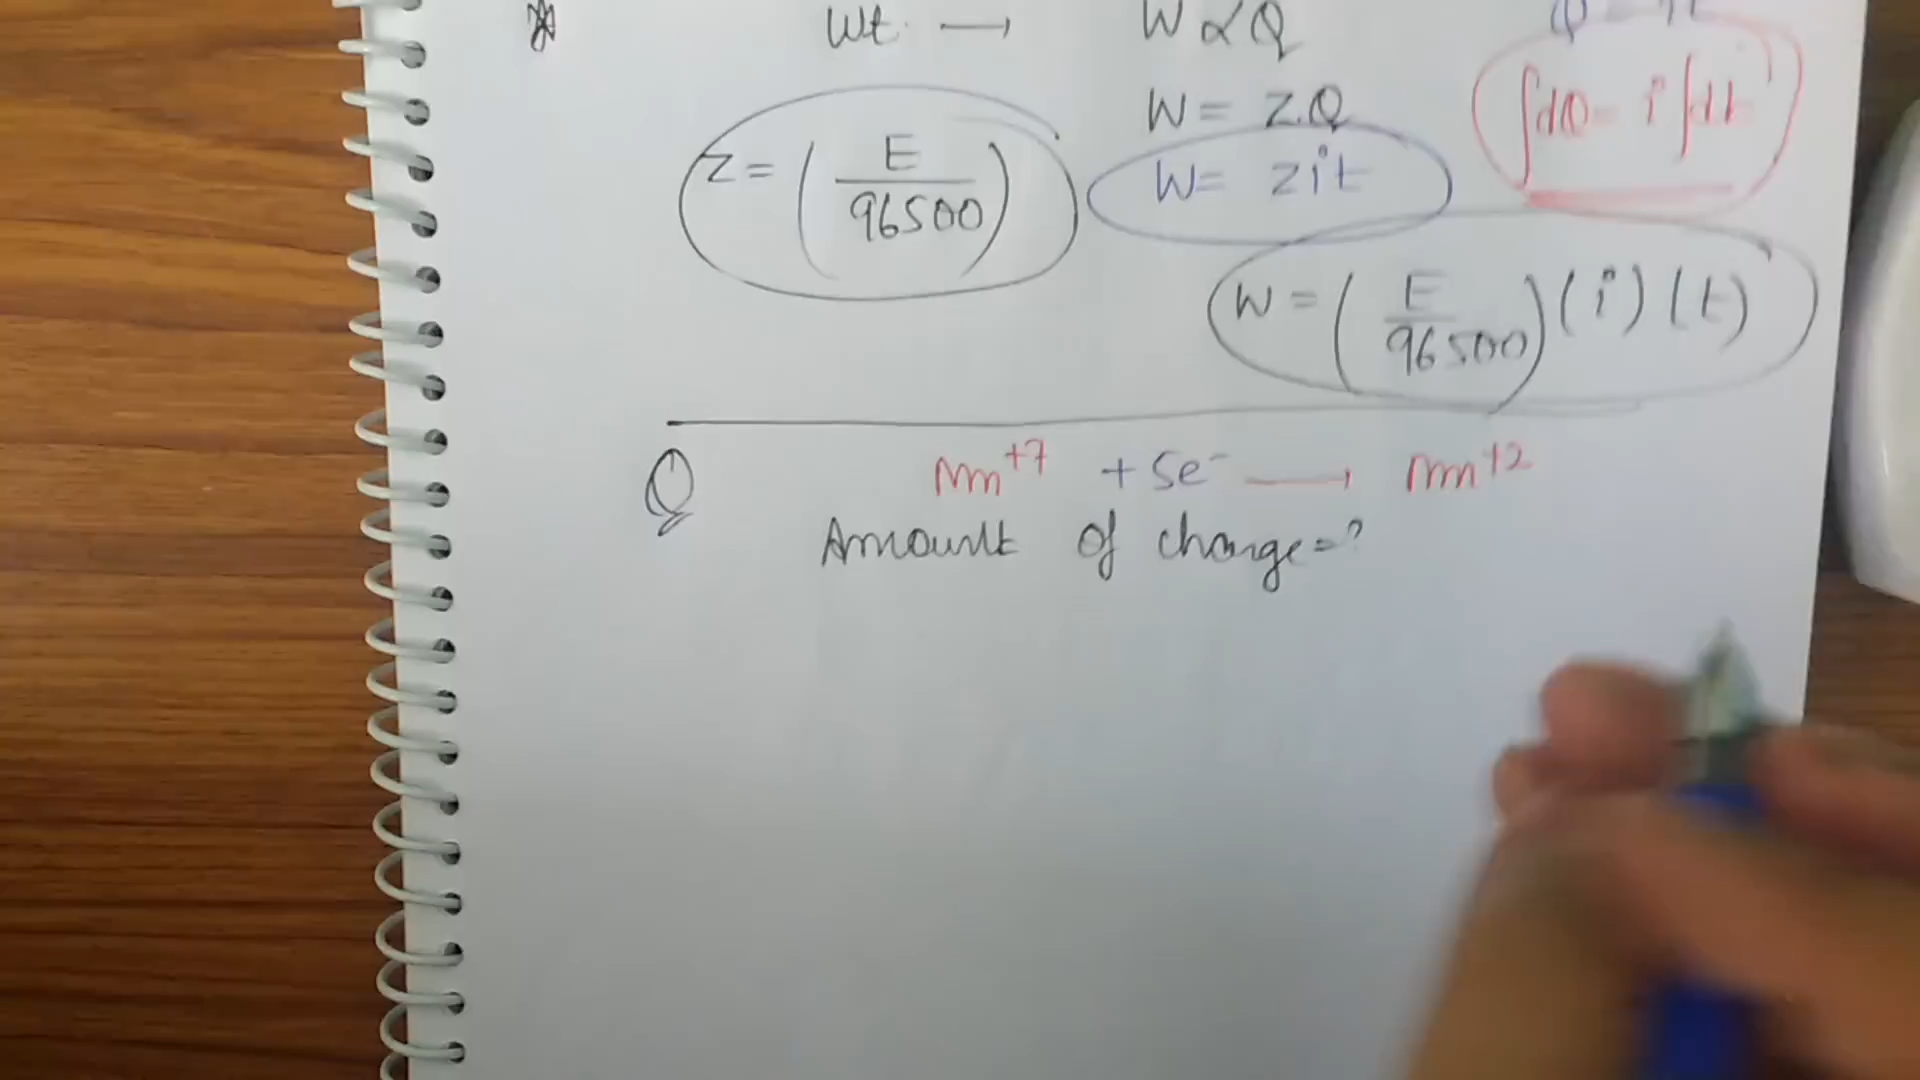 Wt. → W ∝ Q
W = Z.Q
∫dQ = i∫dt
Z = (E/96500)
W = Zit
W = (E/96500)(i)(t)
Q Mn+7 + 5e- → Mn+2
Amount of charge=?